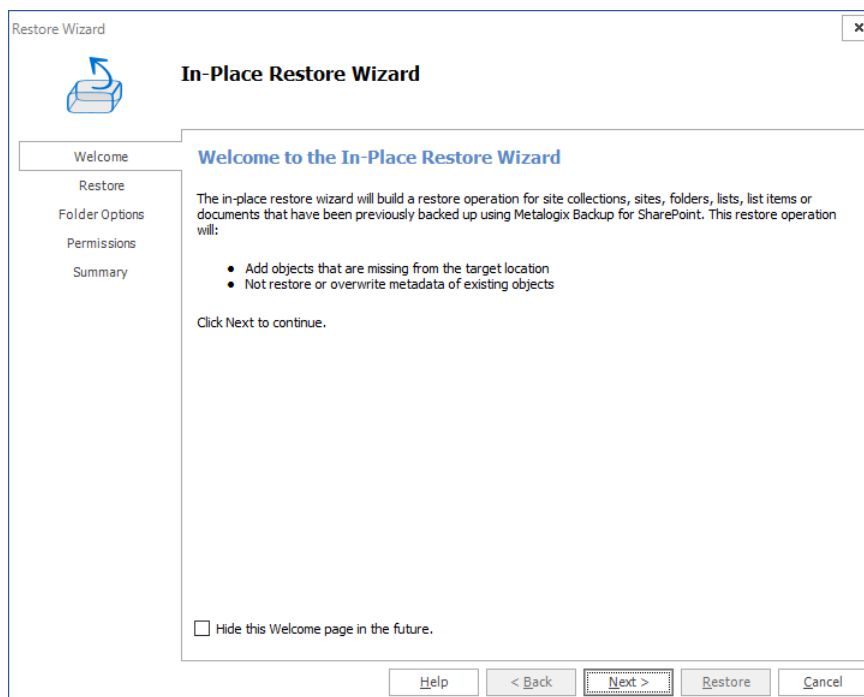 Restore Wizard
In-Place Restore Wizard
Welcome
Restore
Folder Options
Permissions
Summary
Welcome to the In-Place Restore Wizard
The in-place restore wizard will build a restore operation for site collections, sites, folders, lists, list items or
documents that have been previously backed up using Metalogix Backup for SharePoint. This restore operation
will:
● Add objects that are missing from the target location
● Not restore or overwrite metadata of existing objects
Click Next to continue.
Hide this Welcome page in the future.
Help
< Back
Next >
Restore
Cancel